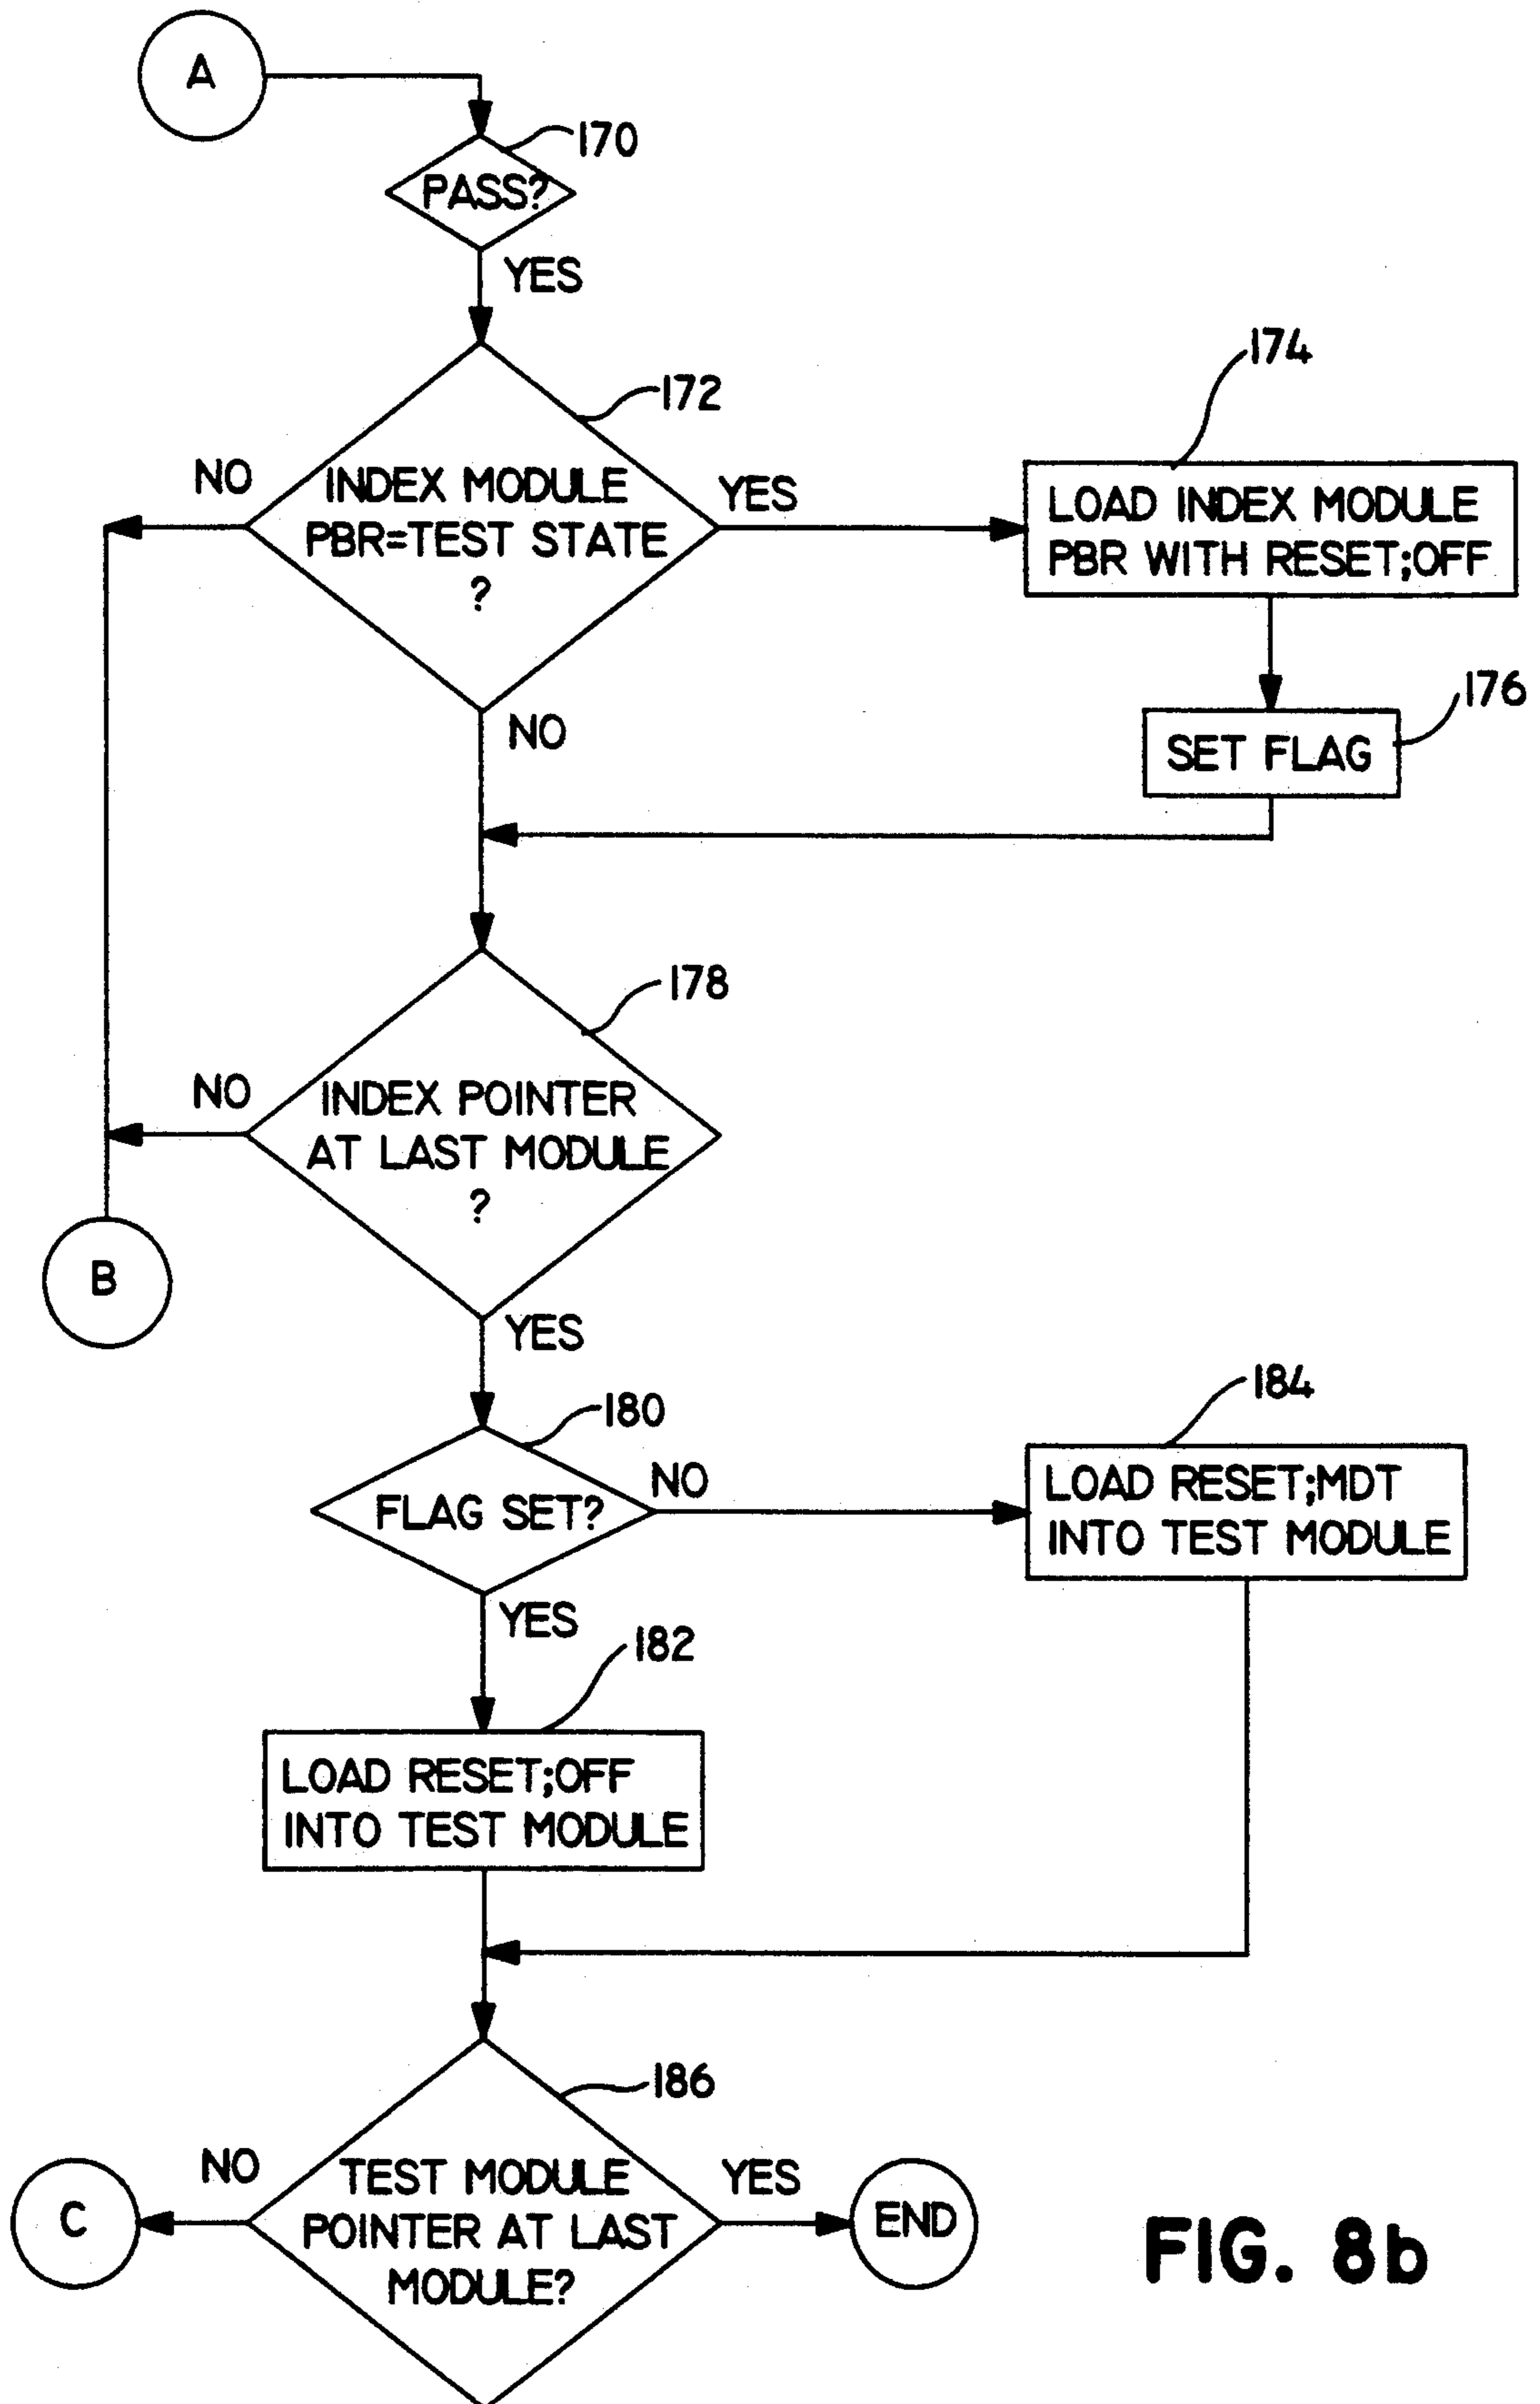 A
170
PASS?
YES
172
174
NO
INDEX MODULE
PBR=TEST STATE
?
YES
LOAD INDEX MODULE
PBR WITH RESET;OFF
NO
176
SET FLAG
178
NO
INDEX POINTER
AT LAST MODULE
?
B
YES
180
184
FLAG SET?
NO
LOAD RESET;MDT
INTO TEST MODULE
YES
182
LOAD RESET;OFF
INTO TEST MODULE
186
C
NO
TEST MODULE
POINTER AT LAST
MODULE?
YES
END
FIG. 8b